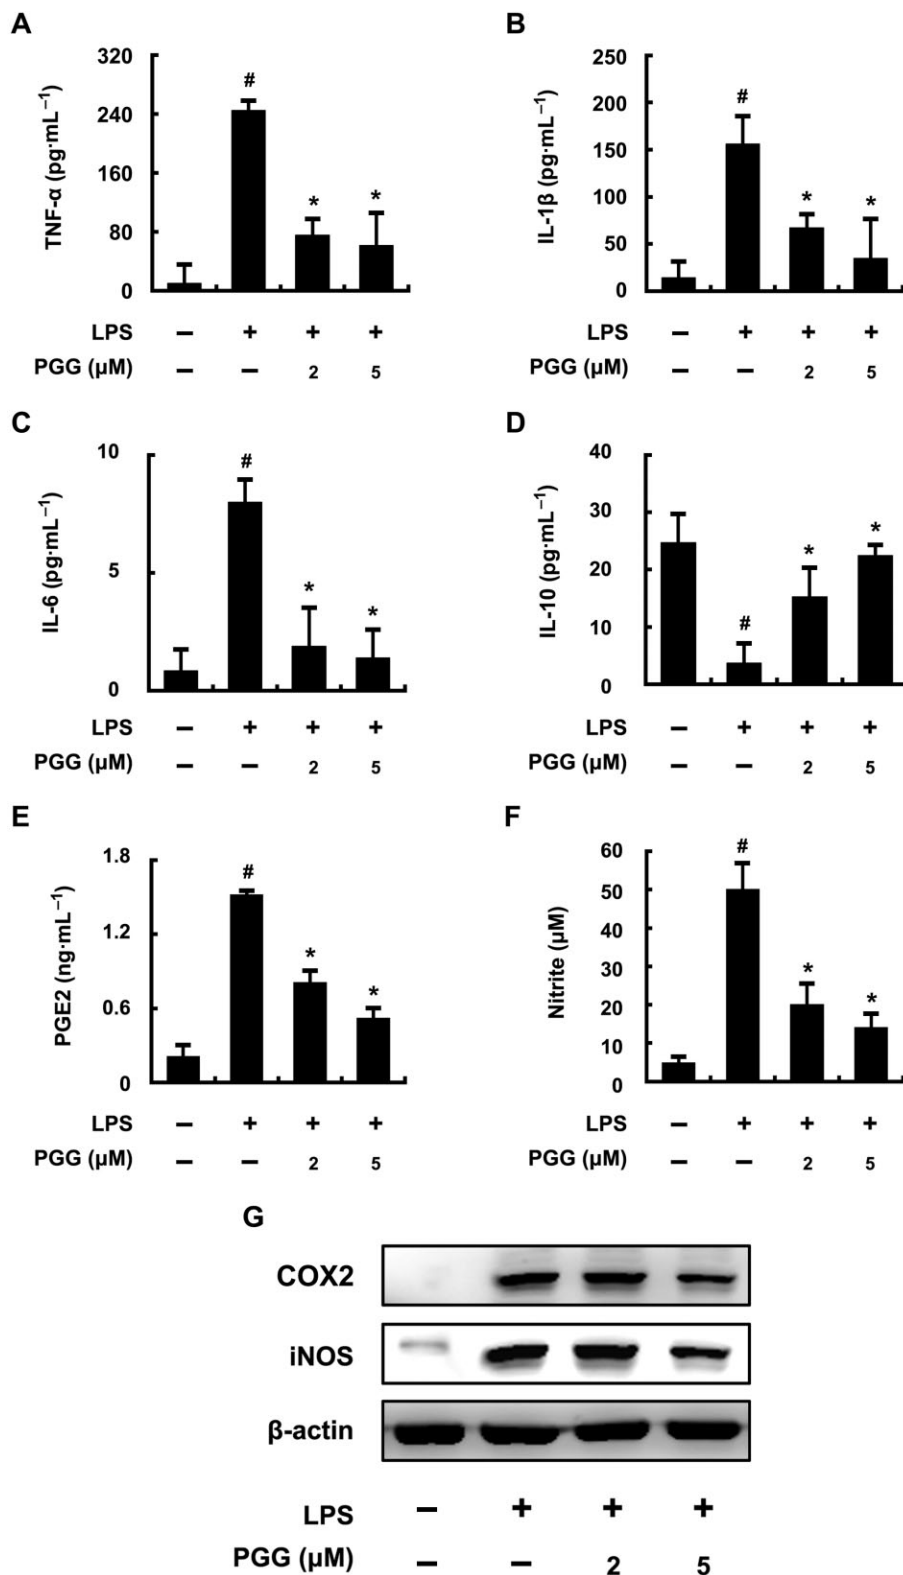 A
TNF-α (pg·mL⁻¹)
320
240
160
80
0
#
*
*
LPS – + + +
PGG (μM) – – 2 5
B
IL-1β (pg·mL⁻¹)
250
200
150
100
50
0
#
*
*
LPS – + + +
PGG (μM) – – 2 5
C
IL-6 (pg·mL⁻¹)
10
5
0
#
*
*
LPS – + + +
PGG (μM) – – 2 5
D
IL-10 (pg·mL⁻¹)
40
30
20
10
0
#
*
*
LPS – + + +
PGG (μM) – – 2 5
E
PGE2 (ng·mL⁻¹)
1.8
1.2
0.6
0
#
*
*
LPS – + + +
PGG (μM) – – 2 5
F
Nitrite (μM)
60
50
40
30
20
10
0
#
*
*
LPS – + + +
PGG (μM) – – 2 5
G
COX2
iNOS
β-actin
LPS – + + +
PGG (μM) – – 2 5